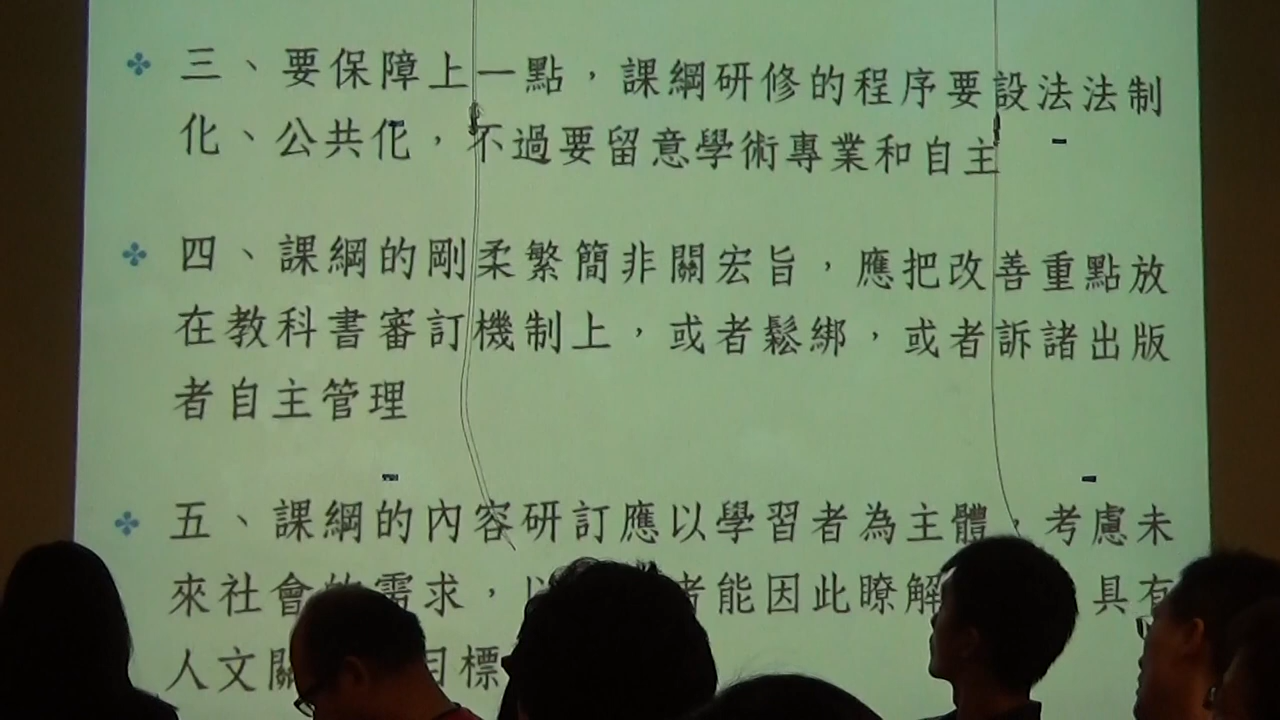 三、要保障上一點，課綱研修的程序要設法法制
化、公共化，不過要留意學術專業和自主
四、課綱的剛柔繁簡非關宏旨，應把改善重點放
在教科書審訂機制上，或者鬆綁，或者訴諸出版
者自主管理
五、課綱的內容研訂應以學習者為主體，考慮未
來社會的需求，以 者能因此瞭解 具有
人文關 目標